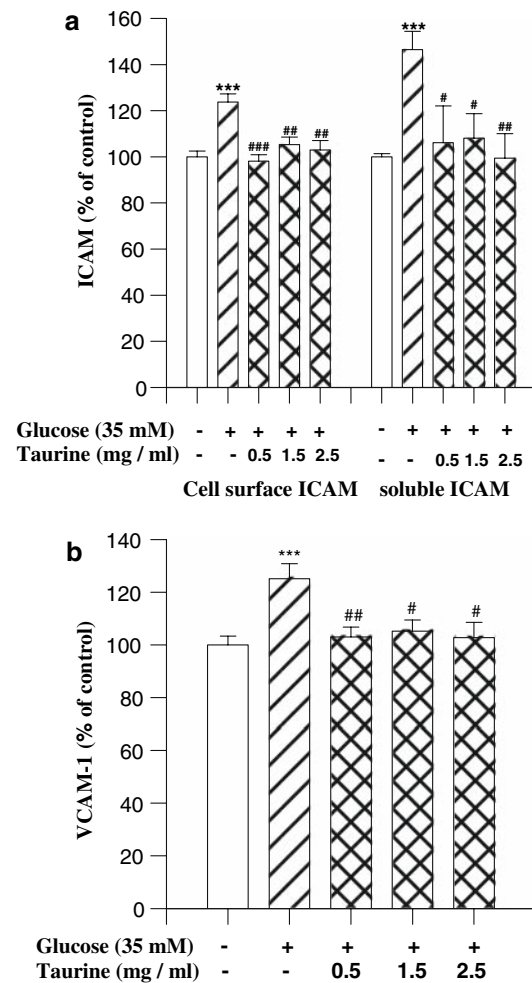 a
160
140
120
100
80
60
40
20
0
ICAM (% of control)
*** ### ## ## *** # # ##
Glucose (35 mM) - + + + + - + + + +
Taurine (mg / ml) - - 0.5 1.5 2.5 - - 0.5 1.5 2.5
Cell surface ICAM soluble ICAM
b
140
120
100
80
60
40
20
0
VCAM-1 (% of control)
*** ## # #
Glucose (35 mM) - + + + +
Taurine (mg / ml) - - 0.5 1.5 2.5